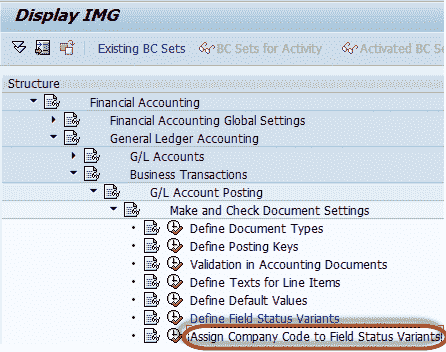 Display IMG
Existing BC Sets BC Sets for Activity Activated BC Se
Structure
Financial Accounting
Financial Accounting Global Settings
General Ledger Accounting
G/L Accounts
Business Transactions
G/L Account Posting
Make and Check Document Settings
Define Document Types
Define Posting Keys
Validation in Accounting Documents
Define Texts for Line Items
Define Default Values
Define Field Status Variants
Assign Company Code to Field Status Variants